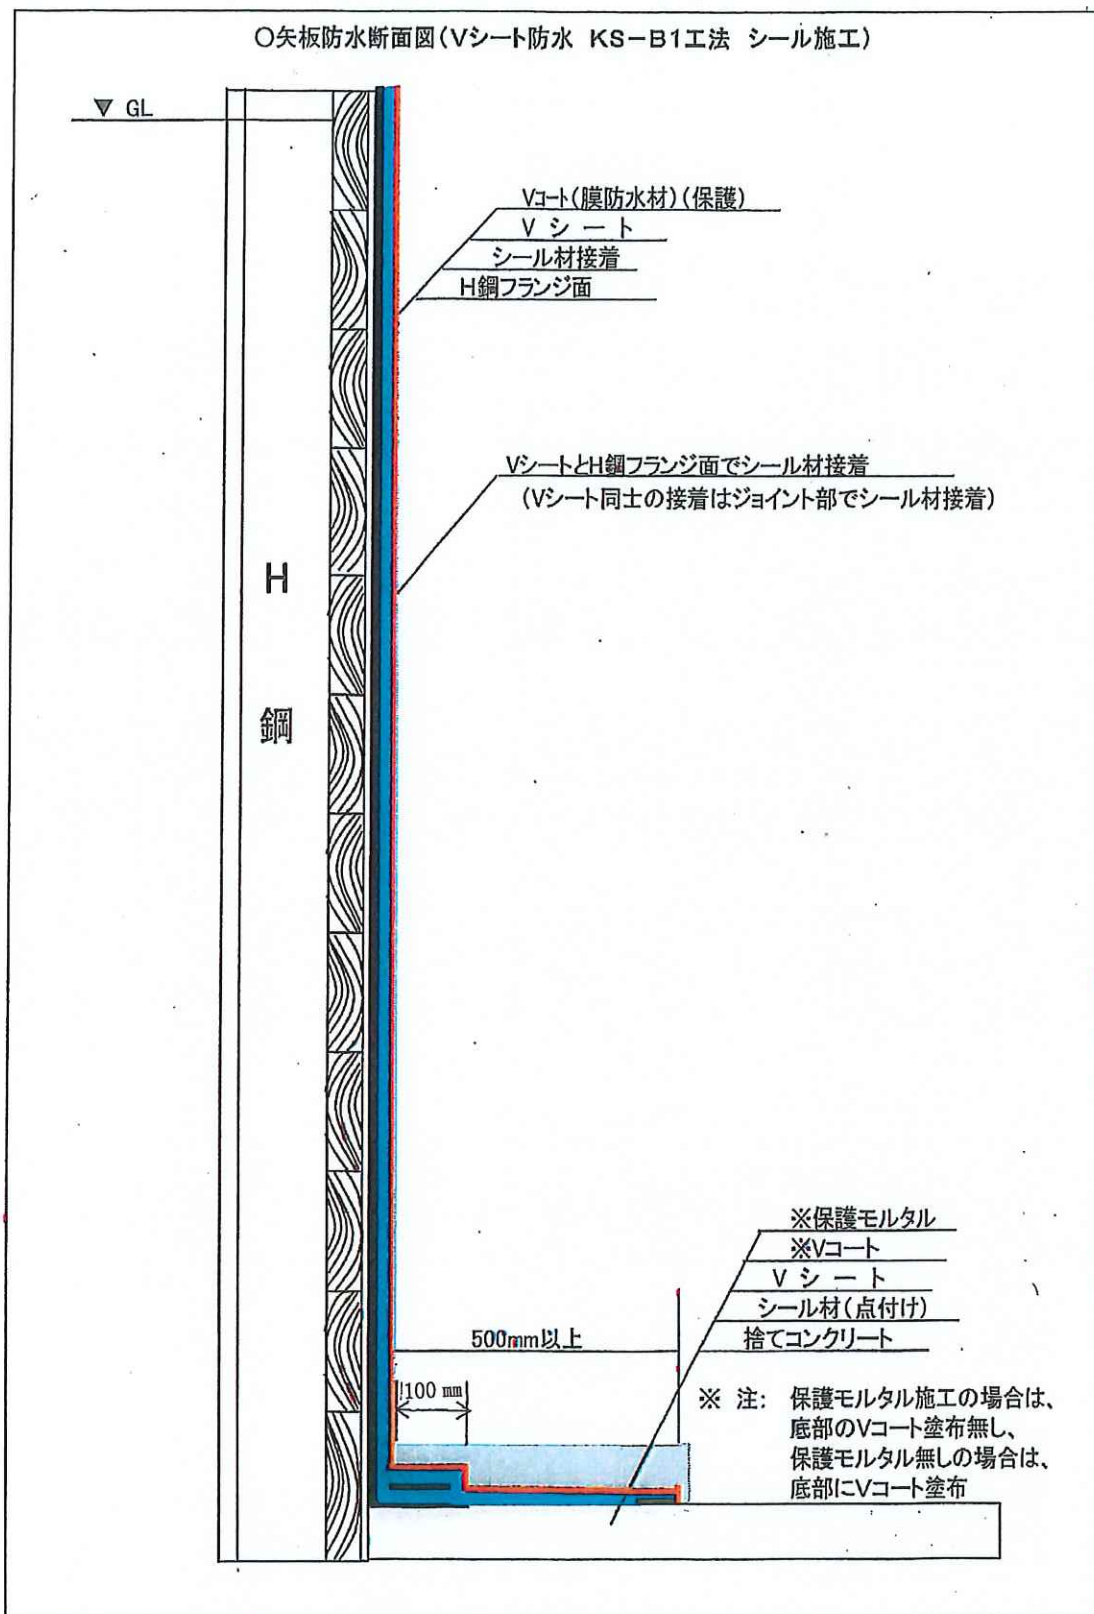 ○矢板防水断面図(Vシート防水 KS-B1工法 シール施工)
▼ GL
Vコート(膜防水材)(保護)
V シ ー ト
シール材接着
H鋼フランジ面
VシートとH鋼フランジ面でシール材接着
(Vシート同士の接着はジョイント部でシール材接着)
H
鋼
※保護モルタル
※Vコート
V シ ー ト
シール材(点付け)
捨てコンクリート
500mm以上
100 mm
※ 注: 保護モルタル施工の場合は、
底部のVコート塗布無し、
保護モルタル無しの場合は、
底部にVコート塗布